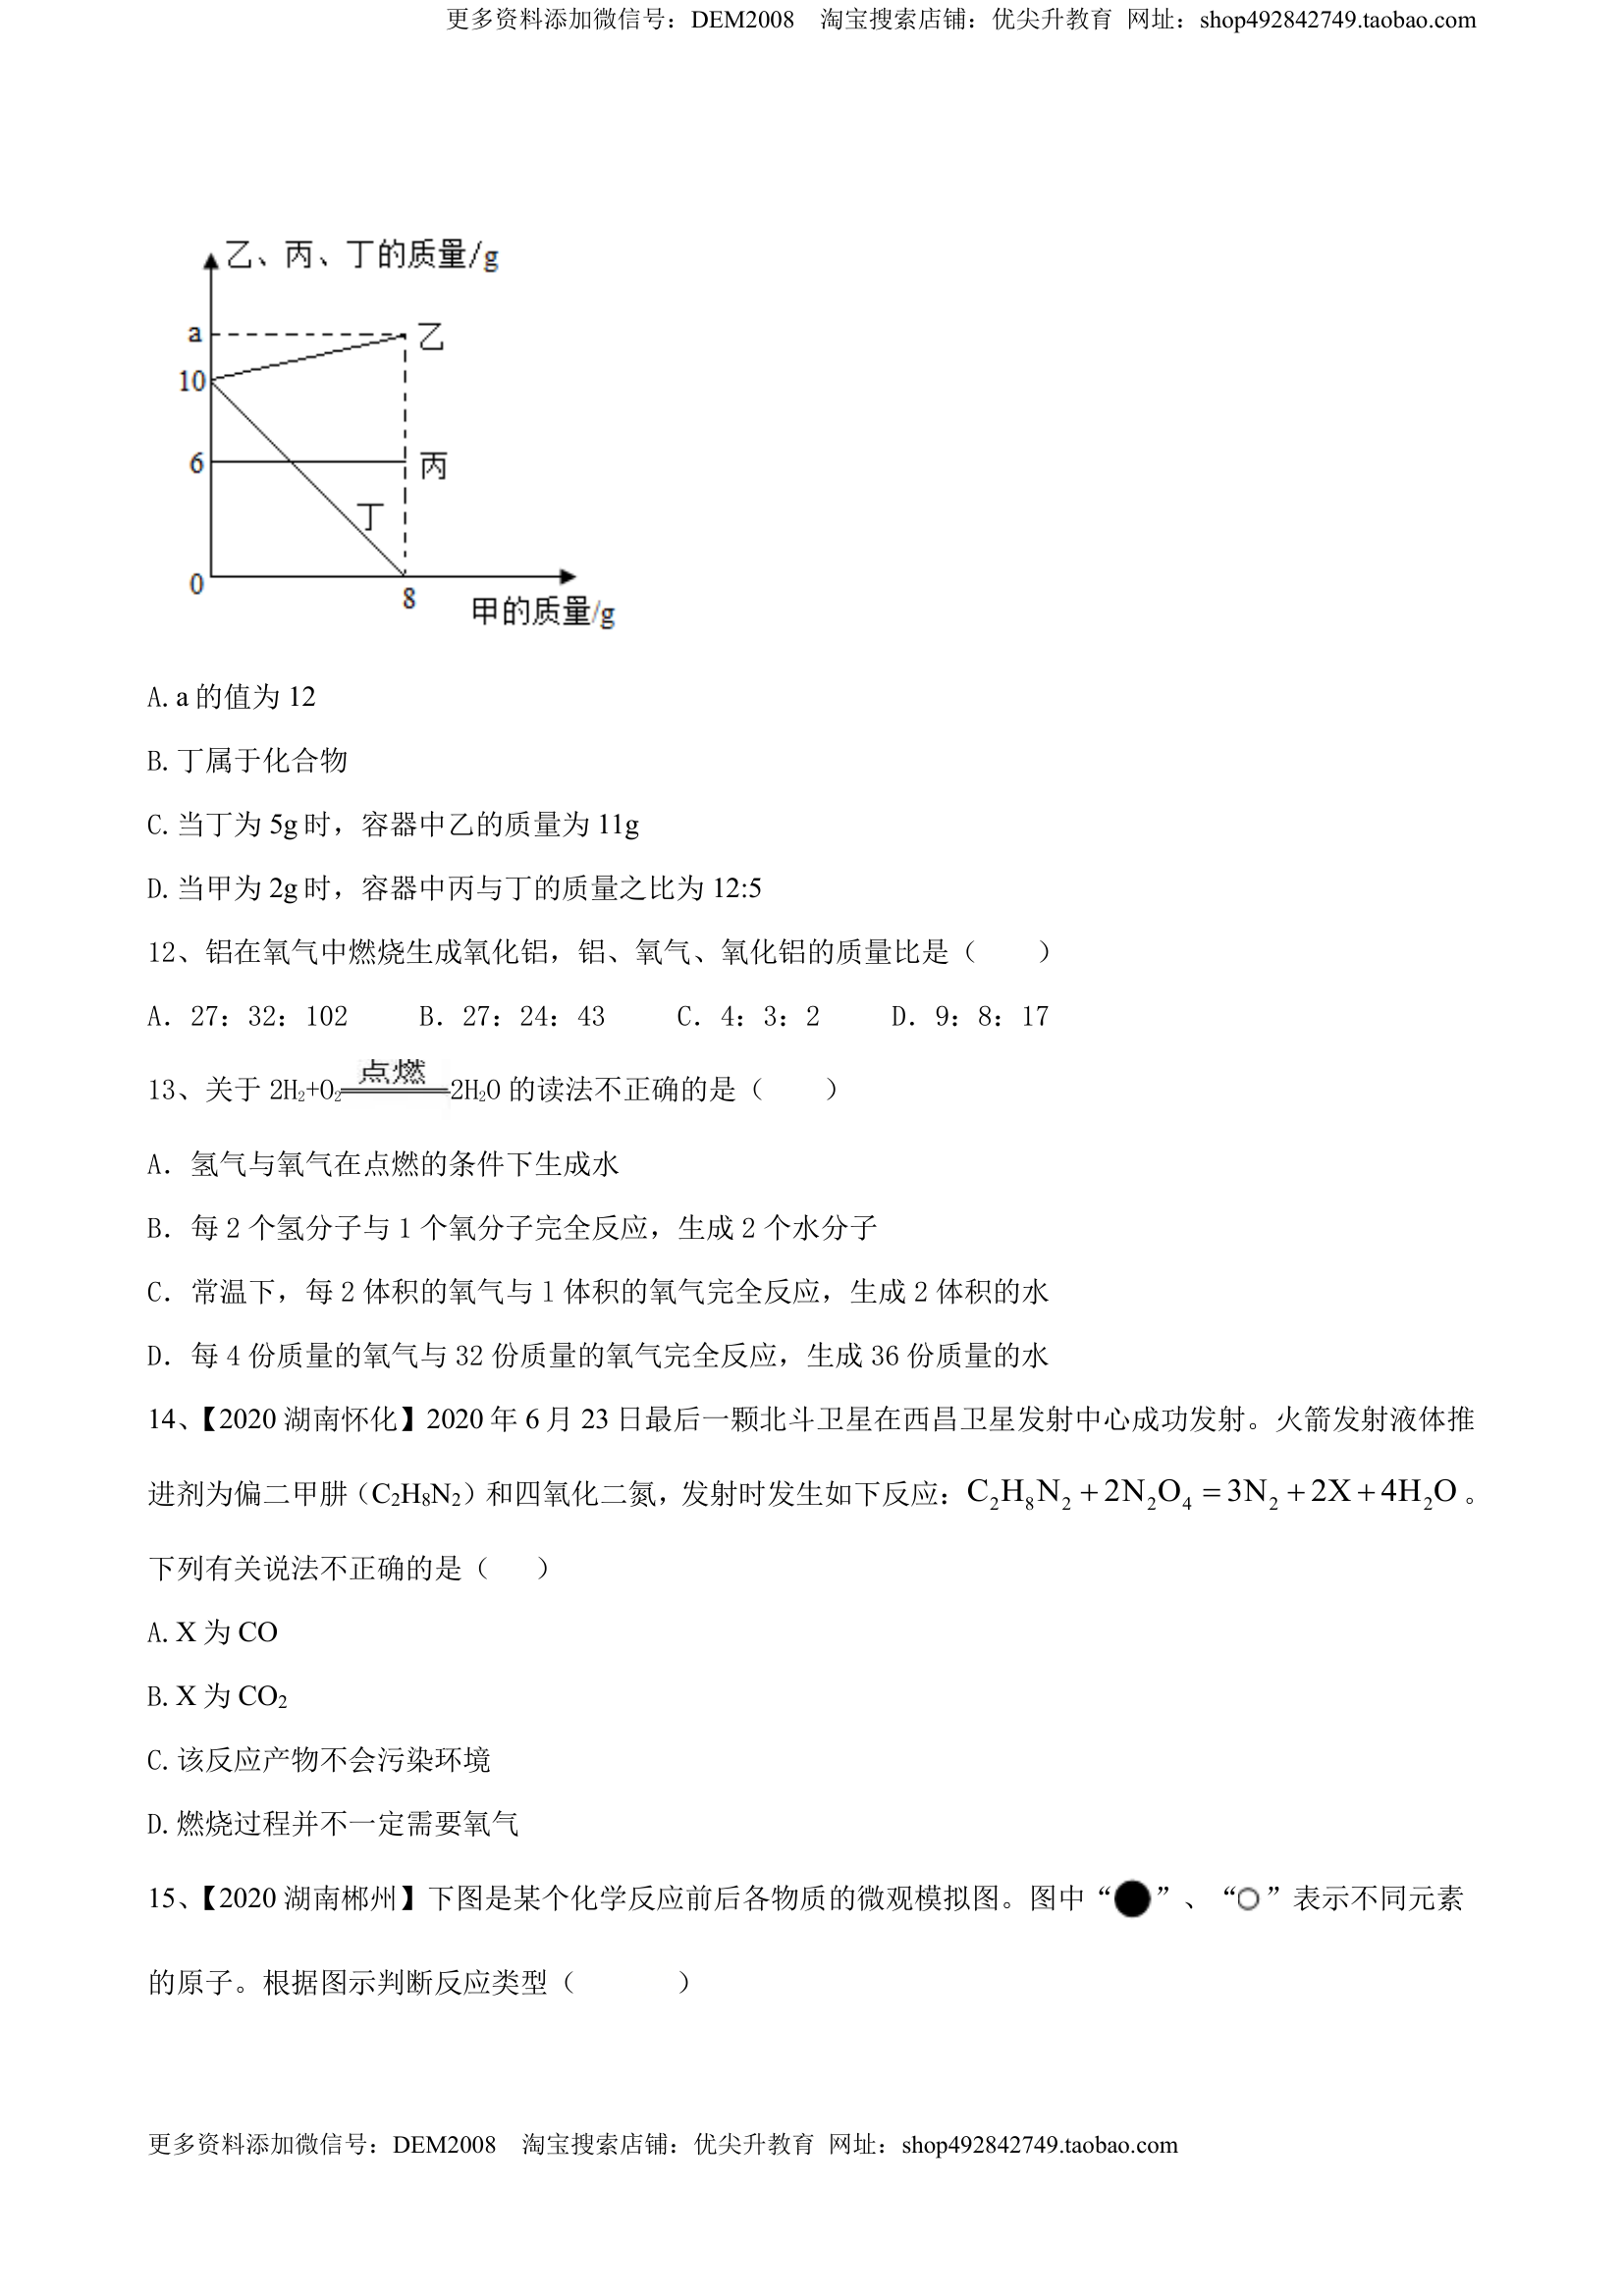 更多资料添加微信号：DEM2008 淘宝搜索店铺：优尖升教育 网址：shop492842749.taobao.com
乙、丙、丁的质量/g
a
乙
10
6
丙
丁
0
8
甲的质量/g
A. a 的值为 12
B. 丁属于化合物
C. 当丁为 5g 时，容器中乙的质量为 11g
D. 当甲为 2g 时，容器中丙与丁的质量之比为 12:5
12、铝在氧气中燃烧生成氧化铝，铝、氧气、氧化铝的质量比是（　　）
A．27：32：102　　B．27：24：43　　C．4：3：2　　D．9：8：17
点燃
13、关于 2H₂+O₂═══2H₂O 的读法不正确的是（　　）
A．氢气与氧气在点燃的条件下生成水
B．每 2 个氢分子与 1 个氧分子完全反应，生成 2 个水分子
C．常温下，每 2 体积的氧气与 1 体积的氧气完全反应，生成 2 体积的水
D．每 4 份质量的氧气与 32 份质量的氧气完全反应，生成 36 份质量的水
14、【2020 湖南怀化】2020 年 6 月 23 日最后一颗北斗卫星在西昌卫星发射中心成功发射。火箭发射液体推
进剂为偏二甲肼（C₂H₈N₂）和四氧化二氮，发射时发生如下反应：C₂H₈N₂+2N₂O₄=3N₂+2X+4H₂O。
下列有关说法不正确的是（　　）
A. X 为 CO
B. X 为 CO₂
C. 该反应产物不会污染环境
D. 燃烧过程并不一定需要氧气
15、【2020 湖南郴州】下图是某个化学反应前后各物质的微观模拟图。图中“●”、“○”表示不同元素
的原子。根据图示判断反应类型（　　）
更多资料添加微信号：DEM2008 淘宝搜索店铺：优尖升教育 网址：shop492842749.taobao.com